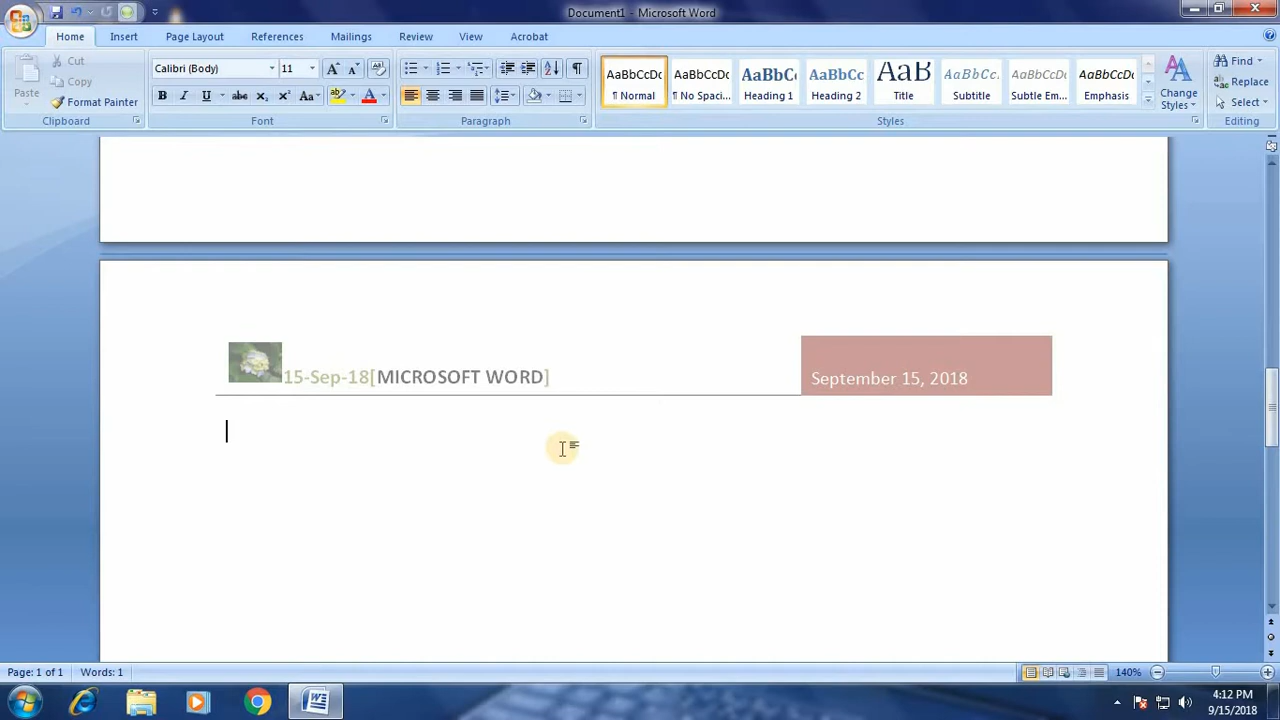 Document1 - Microsoft Word
Home Insert Page Layout References Mailings Review View Acrobat
Paste
Cut
Copy
Format Painter
Clipboard
Calibri (Body) 11
Font
Paragraph
AaBbCcDc AaBbCcDc AaBbCc AaBbCc AaB AaBbCc. AaBbCcDc AaBbCcDc
¶ Normal ¶ No Spaci... Heading 1 Heading 2 Title Subtitle Subtle Em... Emphasis
Styles
Change Styles
Find
Replace
Select
Editing
15-Sep-18[MICROSOFT WORD]
September 15, 2018
Page: 1 of 1 Words: 1
140%
4:12 PM
9/15/2018